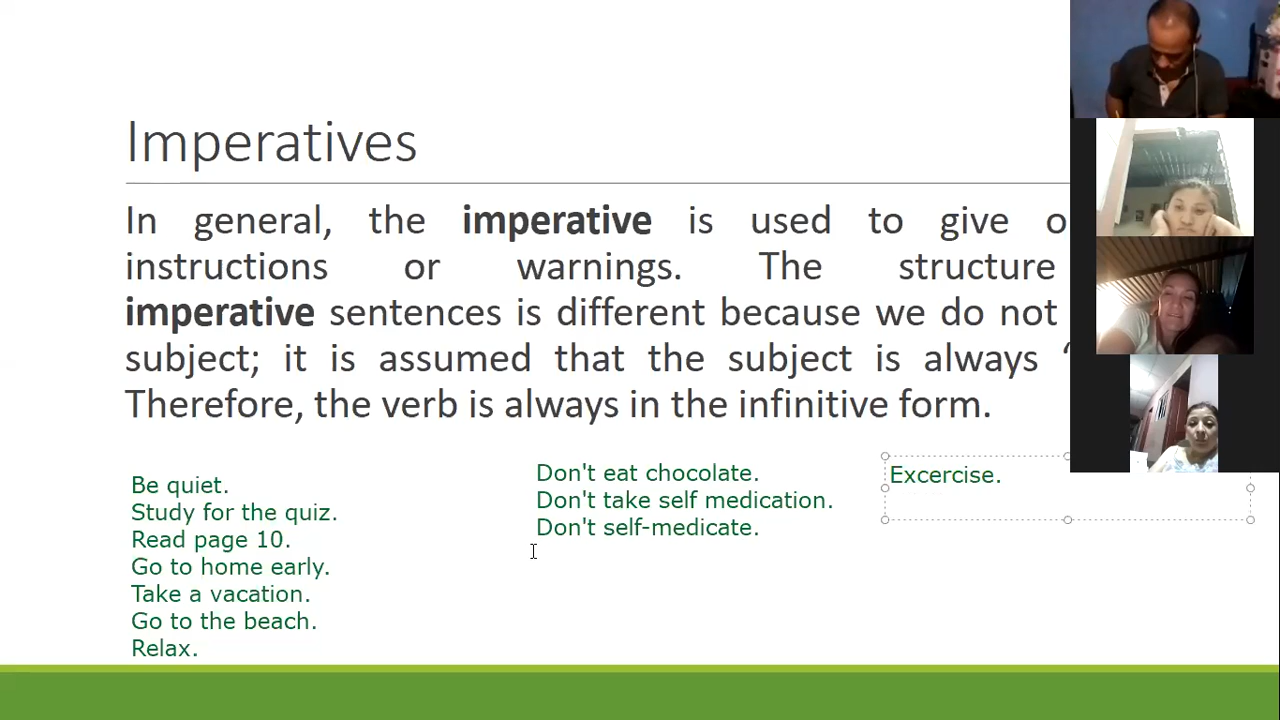 Imperatives
In general, the imperative is used to give
instructions or warnings. The structure
imperative sentences is different because we do not
subject; it is assumed that the subject is always
Therefore, the verb is always in the infinitive form.
Be quiet.
Study for the quiz.
Read page 10.
Go to home early.
Take a vacation.
Go to the beach.
Relax.
Don't eat chocolate.
Don't take self medication.
Don't self-medicate.
Excercise.